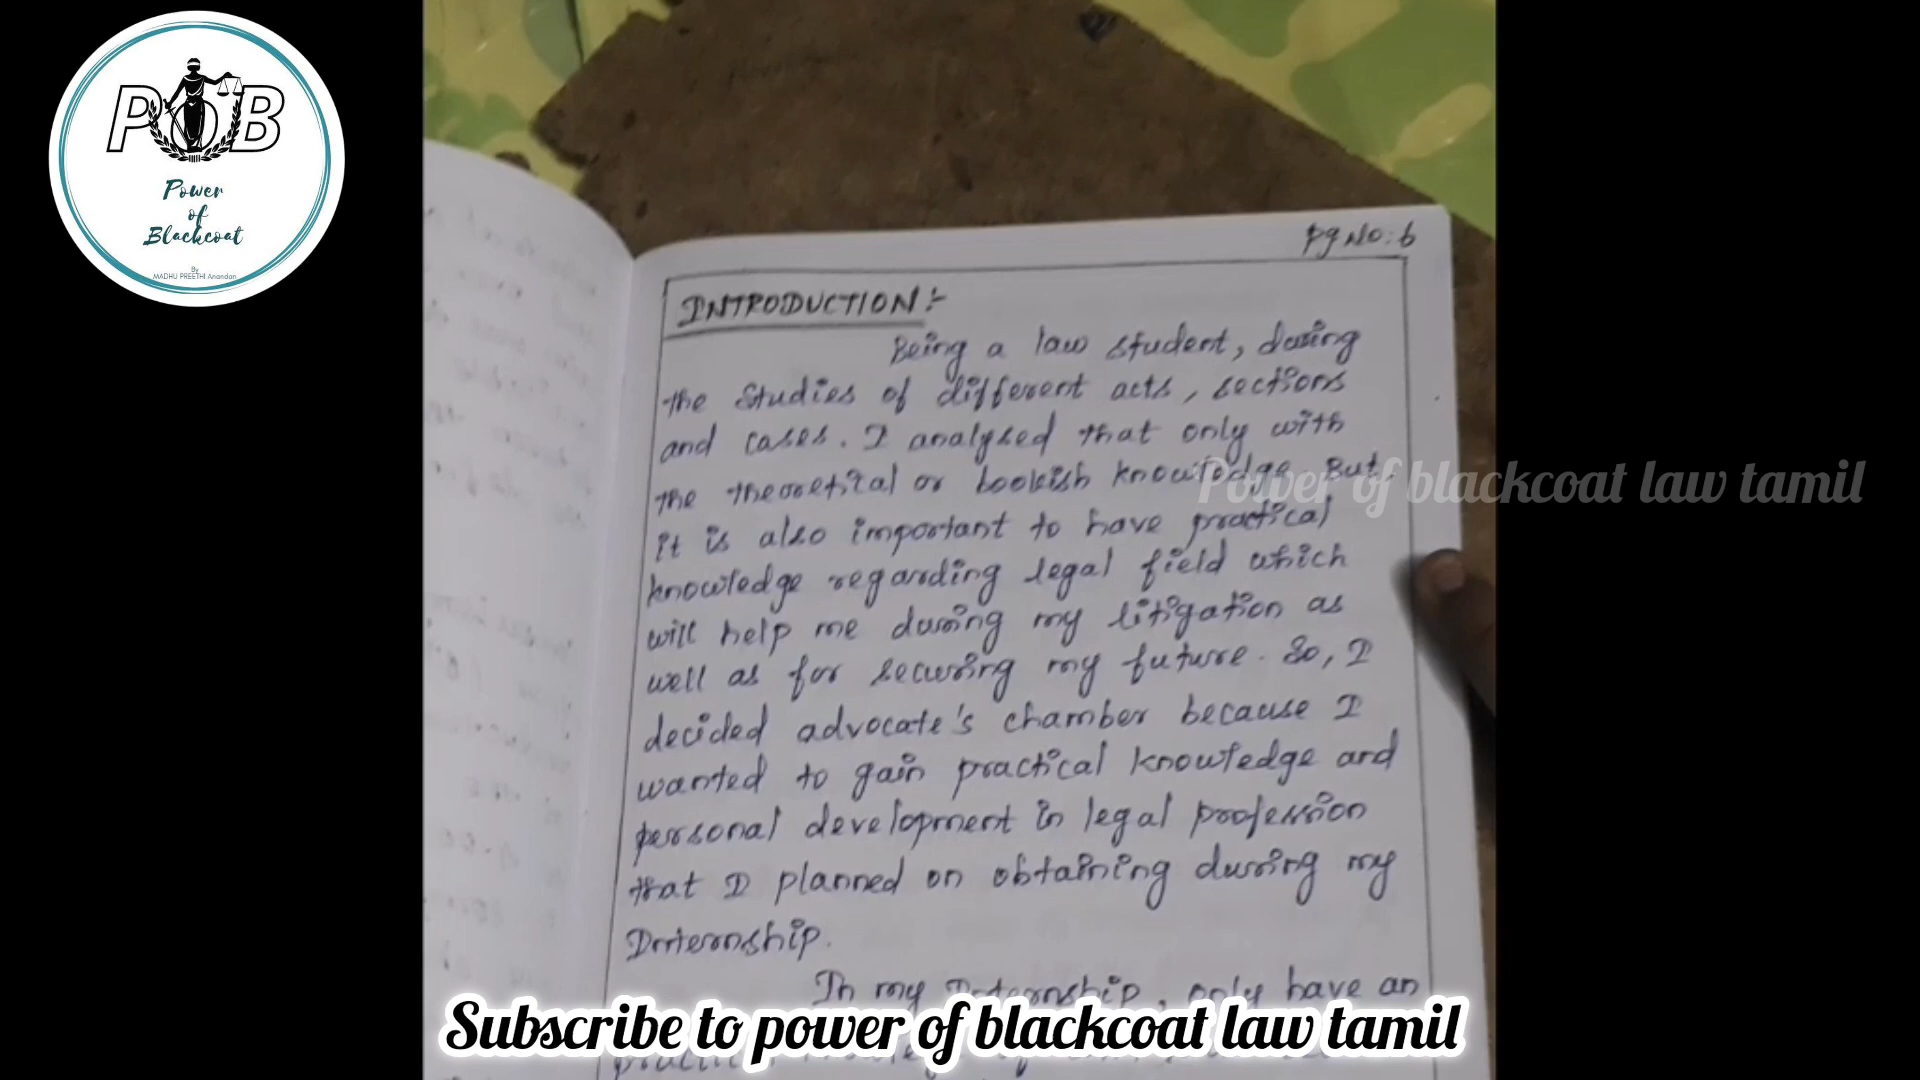 POB
Power
of
Blackcoat
By
MADHU PREETHI Anandan
Pg No: 6
INTRODUCTION:-
Being a law student, during
the studies of different acts, sections
and cases. I analysed that only with
the theoretical or bookish knowledge But,
it is also important to have practical
knowledge regarding legal field which
will help me during my litigation as
well as for securing my future. So, I
decided advocate's chamber because I
wanted to gain practical knowledge and
personal development in legal profession
that I planned on obtaining during my
Internship.
In my Internship, only have an
Power of blackcoat law tamil
Subscribe to power of blackcoat law tamil